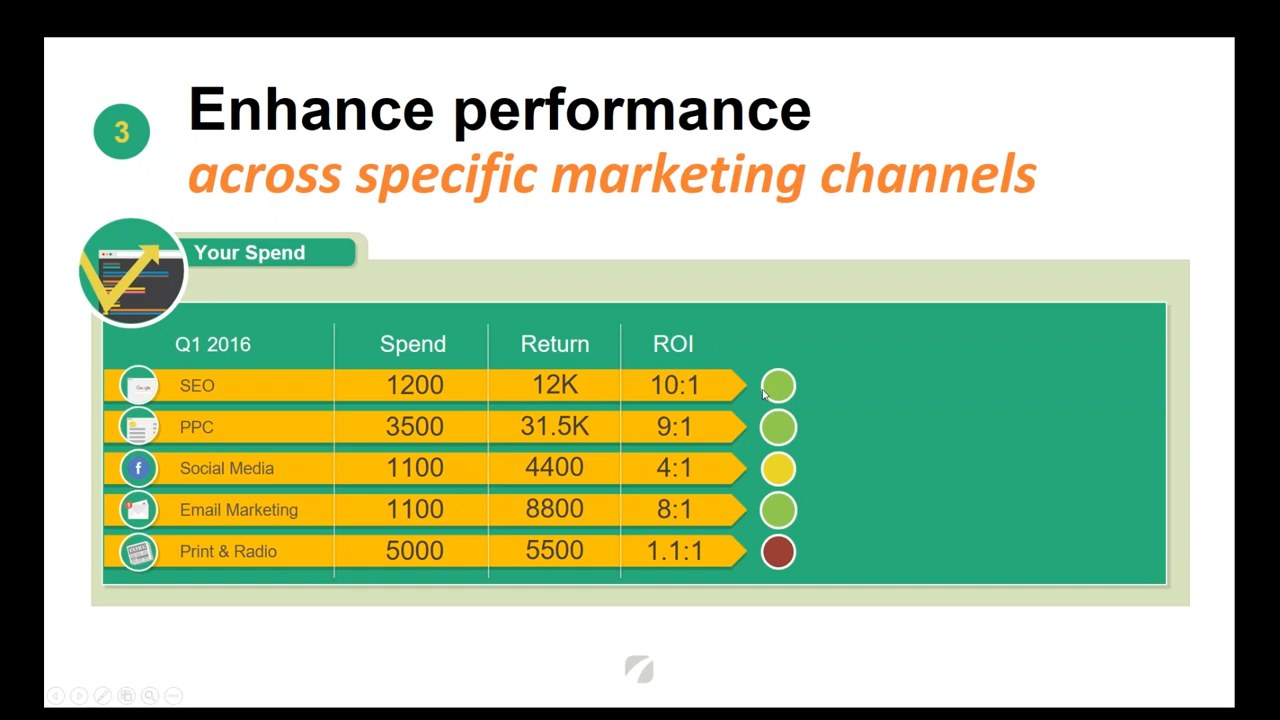 3
Enhance performance
across specific marketing channels
Your Spend
Q1 2016 Spend Return ROI
SEO 1200 12K 10:1
PPC 3500 31.5K 9:1
Social Media 1100 4400 4:1
Email Marketing 1100 8800 8:1
Print & Radio 5000 5500 1.1:1